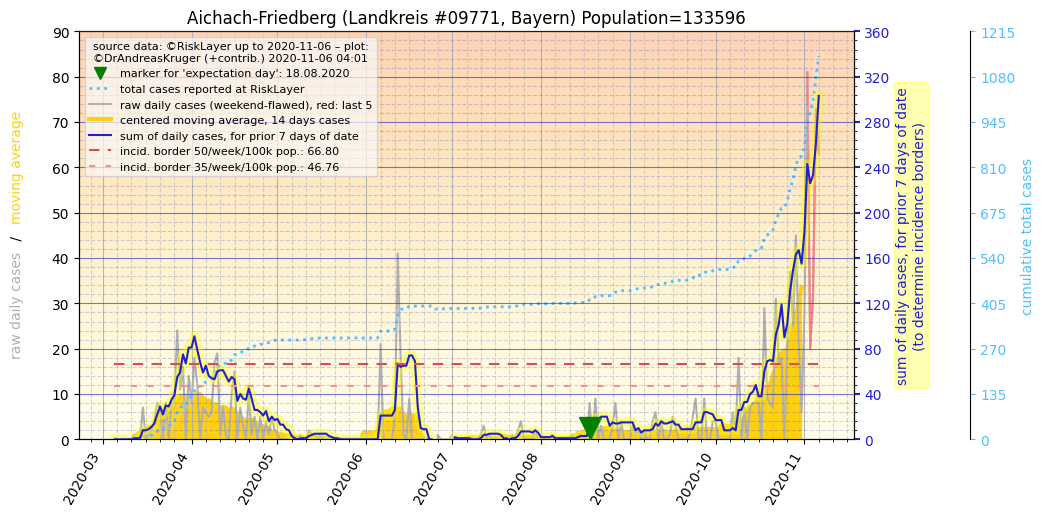 Aichach-Friedberg (Landkreis #09771, Bayern) Population=133596
source data: ©RiskLayer up to 2020-11-06 – plot:
©DrAndreasKruger (+contrib.) 2020-11-06 04:01
marker for 'expectation day': 18.08.2020
total cases reported at RiskLayer
raw daily cases (weekend-flawed), red: last 5
centered moving average, 14 days cases
sum of daily cases, for prior 7 days of date
incid. border 50/week/100k pop.: 66.80
incid. border 35/week/100k pop.: 46.76
raw daily cases / moving average
90
80
70
60
50
40
30
20
10
0
2020-03
2020-04
2020-05
2020-06
2020-07
2020-08
2020-09
2020-10
2020-11
360
320
280
240
200
160
120
80
40
0
sum of daily cases, for prior 7 days of date
(to determine incidence borders)
1215
1080
945
810
675
540
405
270
135
0
cumulative total cases